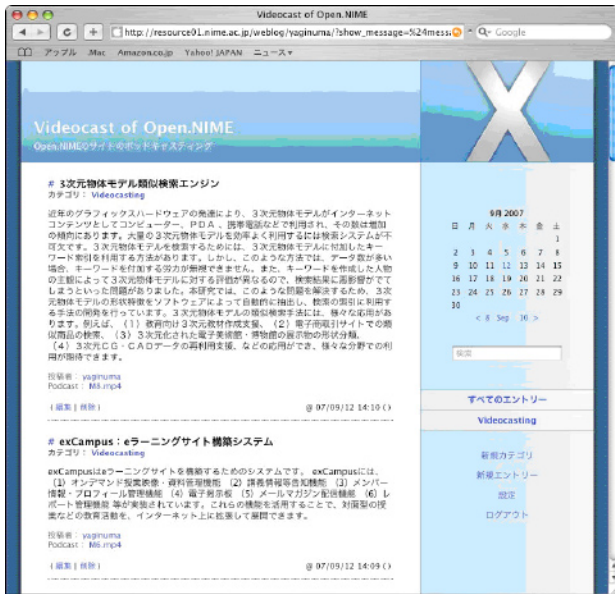 Videocast of Open.NIME
http://resource01.nime.ac.jp/weblog/yaginuma/?show_message=%24mess
Google
アップル Mac Amazon.co.jp Yahoo! JAPAN ニュース▼
Videocast of Open.NIME
Open.NIMEのサイトのポッドキャスティング
# 3次元物体モデル類似検索エンジン
カテゴリ： Videocasting
近年のグラフィックスハードウェアの発達により、3次元物体モデルがインターネット
コンテンツとしてコンピューター、PDA、携帯電話などで利用され、その数は増加
の傾向にあります。大量の3次元物体モデルを効率よく利用するには検索システムが不
可欠です。3次元物体モデルを検索するためには、3次元物体モデルに付加したキー
ワード索引を利用する方法があります。しかし、このような方法では、データ数が多い
場合、キーワードを付加する労力が無視できません。また、キーワードを作成した人物
の主観によって3次元物体モデルに対する評価が異なるので、検索結果に悪影響がでて
しまうといった問題がありました。本研究では、このような問題を解決するため、3次
元物体モデルの形状特徴をソフトウェアによって自動的に抽出し、検索の索引に利用す
る手法の開発を行っています。3次元物体モデルの類似検索手法には、様々な応用があ
ります。例えば、（1）教育向け3次元教材作成支援、（2）電子商取引サイトでの類
似商品の検索、（3）3次元化された電子美術館・博物館の展示物の形状分類、
（4）3次元CG・CADデータの再利用支援、などの応用ができ、様々な分野での利
用が期待できます。
投稿者： yaginuma
Podcast： M8.mp4
（編集｜削除） @ 07/09/12 14:10 ()
# exCampus：eラーニングサイト構築システム
カテゴリ： Videocasting
exCampusはeラーニングサイトを構築するためのシステムです。 exCampusには、
（1）オンデマンド授業映像・資料管理機能 （2）講義情報等告知機能 （3）メンバー
情報・プロフィール管理機能 （4）電子掲示板 （5）メールマガジン配信機能 （6）レ
ポート管理機能 等が実装されています。これらの機能を活用することで、対面型の授
業などの教育活動を、インターネット上に拡張して展開できます。
投稿者： yaginuma
Podcast： M6.mp4
（編集｜削除） @ 07/09/12 14:09 ()
X
9月 2007
日 月 火 水 木 金 土
1
2 3 4 5 6 7 8
9 10 11 12 13 14 15
16 17 18 19 20 21 22
23 24 25 26 27 28 29
30
< 8 Sep 10 >
検索
すべてのエントリー
Videocasting
新規カテゴリ
新規エントリー
設定
ログアウト